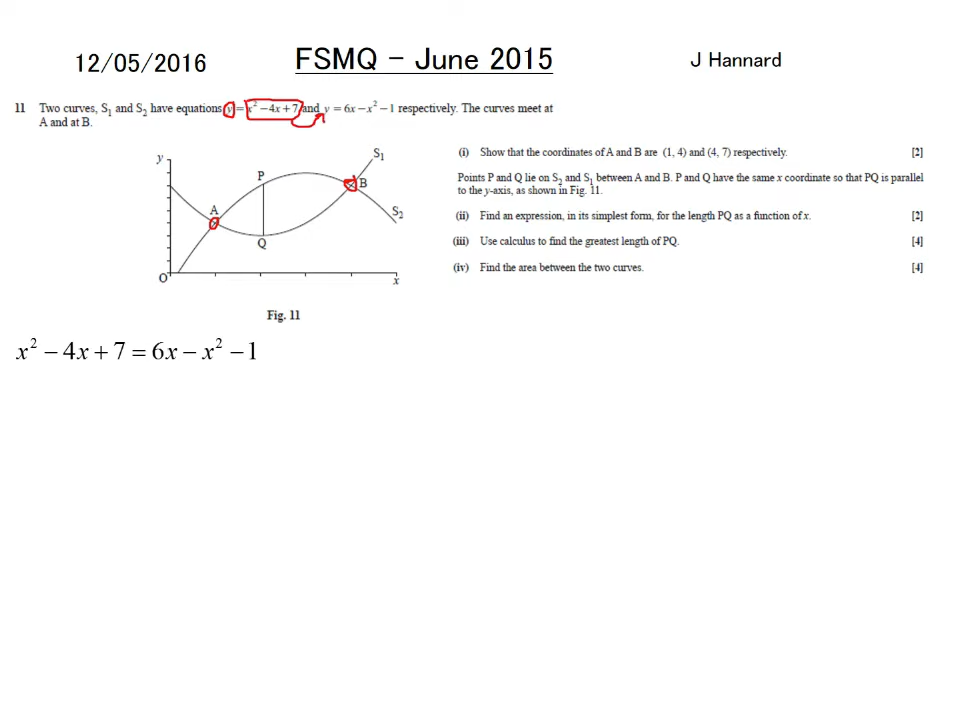 12/05/2016
FSMQ - June 2015
J Hannard
11 Two curves, S₁ and S₂ have equations y = x² − 4x + 7 and y = 6x − x² − 1 respectively. The curves meet at
A and at B.
y
S₁
P
B
A
S₂
Q
O
x
Fig. 11
(i) Show that the coordinates of A and B are (1, 4) and (4, 7) respectively. [2]
Points P and Q lie on S₂ and S₁ between A and B. P and Q have the same x coordinate so that PQ is parallel
to the y-axis, as shown in Fig. 11.
(ii) Find an expression, in its simplest form, for the length PQ as a function of x. [2]
(iii) Use calculus to find the greatest length of PQ. [4]
(iv) Find the area between the two curves. [4]
x² − 4x + 7 = 6x − x² − 1